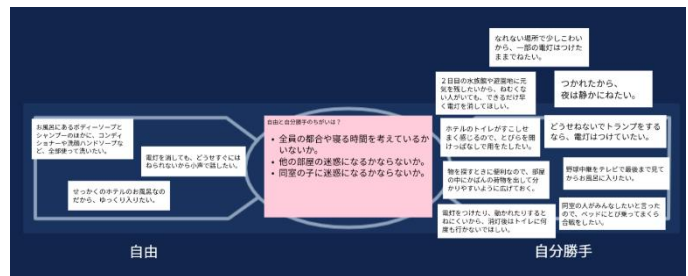 なれない場所で少しこわい
から、一部の電灯はつけた
ままでねたい。
２日目の水族館や遊園地に元
気を残したいから、ねむくな
い人がいても、できるだけ早
く電灯を消してほしい。
つかれたから、
夜は静かにねたい。
お風呂にあるボディーソープと
シャンプーのほかに、コンディ
ショナーや洗顔ハンドソープな
ど、全部使って洗いたい。
電灯を消しても、どうせすぐには
ねられないから小声で話したい。
せっかくのホテルのお風呂なの
だから、ゆっくり入りたい。
自由と自分勝手のちがいは？
• 全員の都合や寝る時間を考えているか
いないか。
• 他の部屋の迷惑になるかならないか。
• 同室の子に迷惑になるかならないか。
ホテルのトイレがすこしせ
まく感じるので、とびらを開
けっぱなしで用をたしたい。
どうせねないでトランプをする
なら、電灯はつけていたい。
物を探すときに便利なので、部屋
の中にかばんの荷物を出して分
かりやすいように広げておく。
野球中継をテレビで最後まで見て
からお風呂に入りたい。
電灯をつけたり、動かれたりすると
ねにくいから、消灯後はトイレに何
度も行かないでほしい。
同室の人がみんなしたいと言った
ので、ベッドにとび乗ってまくら
合戦をしたい。
自由
自分勝手